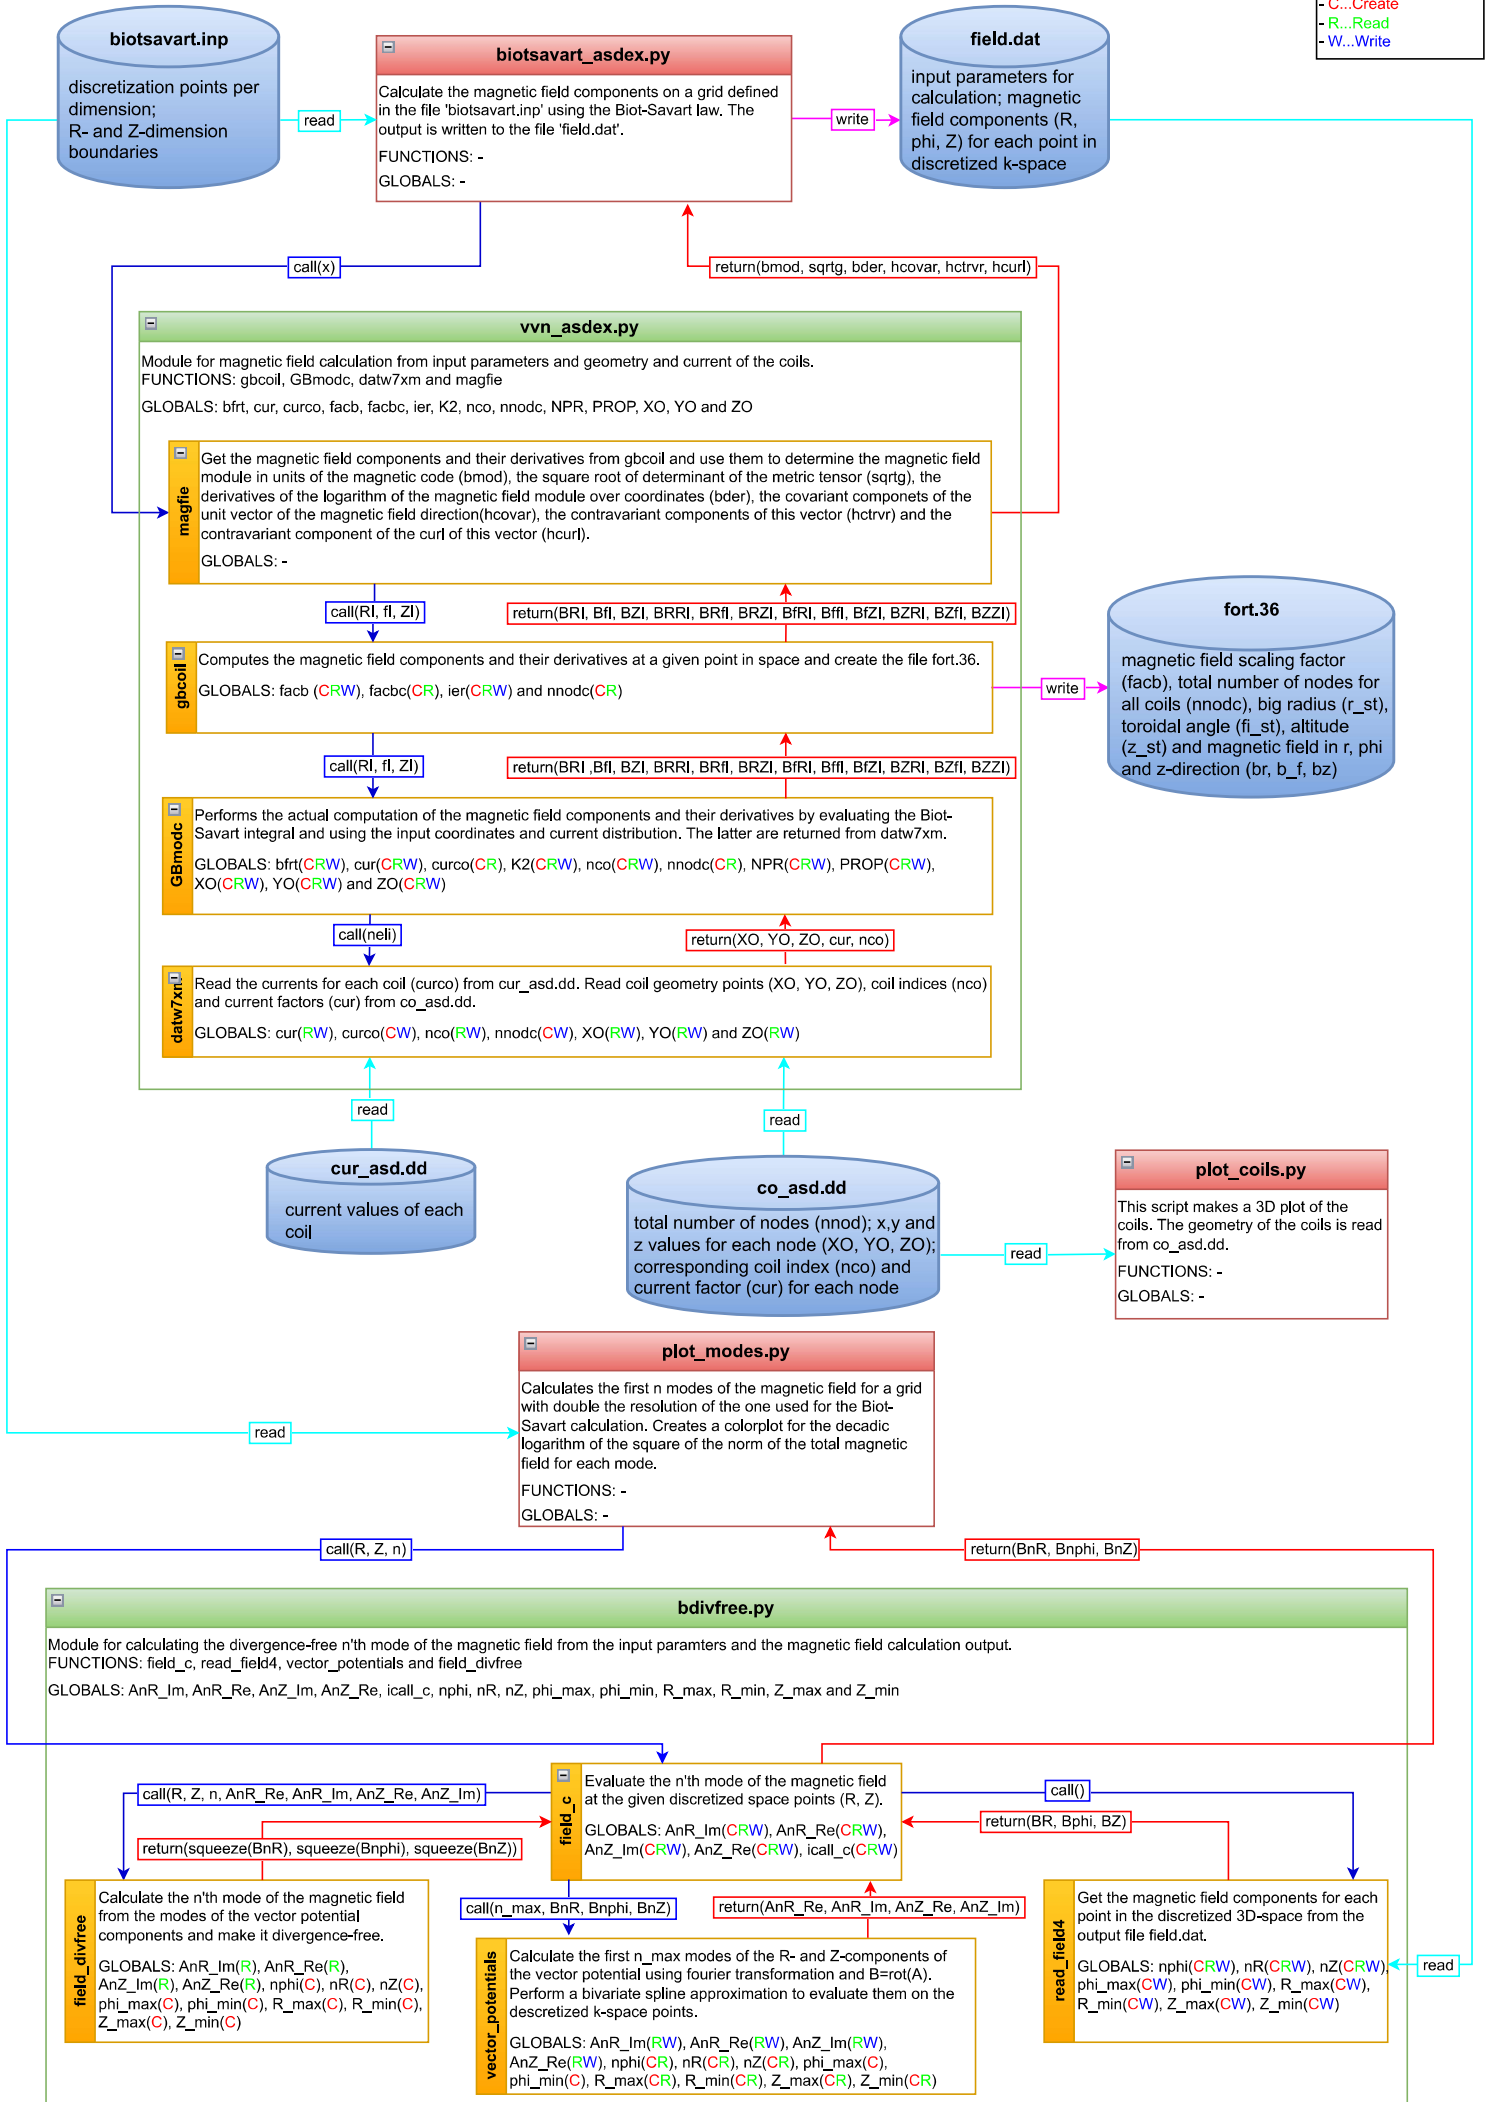 - C...Create
- R...Read
- W...Write
biotsavart.inp
discretization points per
dimension;
R- and Z-dimension
boundaries
read
biotsavart_asdex.py
Calculate the magnetic field components on a grid defined
in the file 'biotsavart.inp' using the Biot-Savart law. The
output is written to the file 'field.dat'.
FUNCTIONS: -
GLOBALS: -
write
field.dat
input parameters for
calculation; magnetic
field components (R,
phi, Z) for each point in
discretized k-space
call(x)
return(bmod, sqrtg, bder, hcovar, hctrvr, hcurl)
vvn_asdex.py
Module for magnetic field calculation from input parameters and geometry and current of the coils.
FUNCTIONS: gbcoil, GBmodc, datw7xm and magfie
GLOBALS: bfrt, cur, curco, facb, facbc, ier, K2, nco, nnodc, NPR, PROP, XO, YO and ZO
magfie
Get the magnetic field components and their derivatives from gbcoil and use them to determine the magnetic field
module in units of the magnetic code (bmod), the square root of determinant of the metric tensor (sqrtg), the
derivatives of the logarithm of the magnetic field module over coordinates (bder), the covariant componets of the
unit vector of the magnetic field direction(hcovar), the contravariant components of this vector (hctrvr) and the
contravariant component of the curl of this vector (hcurl).
GLOBALS: -
call(RI, fI, ZI)
return(BRI, BfI, BZI, BRRI, BRfI, BRZI, BfRI, BffI, BfZI, BZRI, BZfI, BZZI)
gbcoil
Computes the magnetic field components and their derivatives at a given point in space and create the file fort.36.
GLOBALS: facb (CRW), facbc(CR), ier(CRW) and nnodc(CR)
write
fort.36
magnetic field scaling factor
(facb), total number of nodes for
all coils (nnodc), big radius (r_st),
toroidal angle (fi_st), altitude
(z_st) and magnetic field in r, phi
and z-direction (br, b_f, bz)
call(RI, fI, ZI)
return(BRI ,BfI, BZI, BRRI, BRfI, BRZI, BfRI, BffI, BfZI, BZRI, BZfI, BZZI)
GBmodc
Performs the actual computation of the magnetic field components and their derivatives by evaluating the Biot-
Savart integral and using the input coordinates and current distribution. The latter are returned from datw7xm.
GLOBALS: bfrt(CRW), cur(CRW), curco(CR), K2(CRW), nco(CRW), nnodc(CR), NPR(CRW), PROP(CRW),
XO(CRW), YO(CRW) and ZO(CRW)
call(neli)
return(XO, YO, ZO, cur, nco)
datw7xm
Read the currents for each coil (curco) from cur_asd.dd. Read coil geometry points (XO, YO, ZO), coil indices (nco)
and current factors (cur) from co_asd.dd.
GLOBALS: cur(RW), curco(CW), nco(RW), nnodc(CW), XO(RW), YO(RW) and ZO(RW)
read
read
cur_asd.dd
current values of each
coil
co_asd.dd
total number of nodes (nnod); x,y and
z values for each node (XO, YO, ZO);
corresponding coil index (nco) and
current factor (cur) for each node
read
plot_coils.py
This script makes a 3D plot of the
coils. The geometry of the coils is read
from co_asd.dd.
FUNCTIONS: -
GLOBALS: -
read
plot_modes.py
Calculates the first n modes of the magnetic field for a grid
with double the resolution of the one used for the Biot-
Savart calculation. Creates a colorplot for the decadic
logarithm of the square of the norm of the total magnetic
field for each mode.
FUNCTIONS: -
GLOBALS: -
call(R, Z, n)
return(BnR, Bnphi, BnZ)
bdivfree.py
Module for calculating the divergence-free n'th mode of the magnetic field from the input paramters and the magnetic field calculation output.
FUNCTIONS: field_c, read_field4, vector_potentials and field_divfree
GLOBALS: AnR_Im, AnR_Re, AnZ_Im, AnZ_Re, icall_c, nphi, nR, nZ, phi_max, phi_min, R_max, R_min, Z_max and Z_min
call(R, Z, n, AnR_Re, AnR_Im, AnZ_Re, AnZ_Im)
return(squeeze(BnR), squeeze(Bnphi), squeeze(BnZ))
field_c
Evaluate the n'th mode of the magnetic field
at the given discretized space points (R, Z).
GLOBALS: AnR_Im(CRW), AnR_Re(CRW),
AnZ_Im(CRW), AnZ_Re(CRW), icall_c(CRW)
call()
return(BR, Bphi, BZ)
field_divfree
Calculate the n'th mode of the magnetic field
from the modes of the vector potential
components and make it divergence-free.
GLOBALS: AnR_Im(R), AnR_Re(R),
AnZ_Im(R), AnZ_Re(R), nphi(C), nR(C), nZ(C),
phi_max(C), phi_min(C), R_max(C), R_min(C),
Z_max(C), Z_min(C)
call(n_max, BnR, Bnphi, BnZ)
return(AnR_Re, AnR_Im, AnZ_Re, AnZ_Im)
vector_potentials
Calculate the first n_max modes of the R- and Z-components of
the vector potential using fourier transformation and B=rot(A).
Perform a bivariate spline approximation to evaluate them on the
descretized k-space points.
GLOBALS: AnR_Im(RW), AnR_Re(RW), AnZ_Im(RW),
AnZ_Re(RW), nphi(CR), nR(CR), nZ(CR), phi_max(C),
phi_min(C), R_max(CR), R_min(CR), Z_max(CR), Z_min(CR)
read_field4
Get the magnetic field components for each
point in the discretized 3D-space from the
output file field.dat.
GLOBALS: nphi(CRW), nR(CRW), nZ(CRW),
phi_max(CW), phi_min(CW), R_max(CW),
R_min(CW), Z_max(CW), Z_min(CW)
read